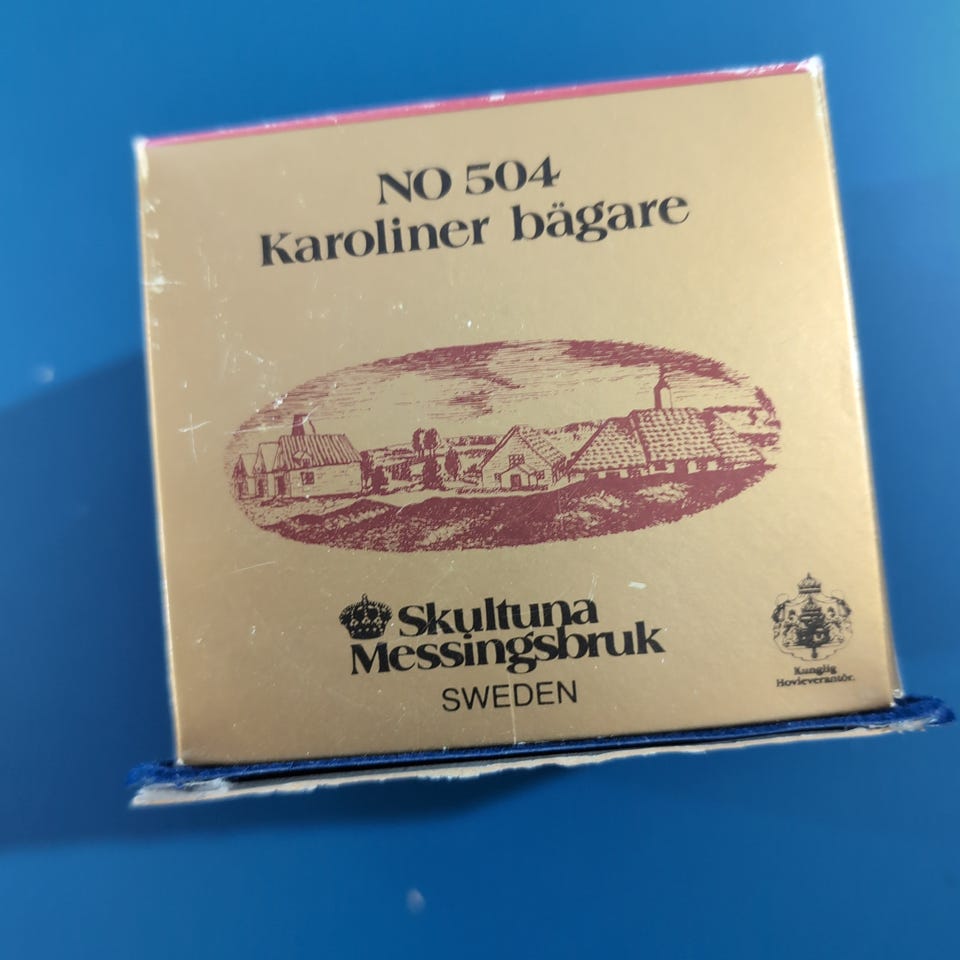 NO 504
Karoliner bägare
Skultuna
Messingsbruk
SWEDEN
Kunglig
Hovleverantör.